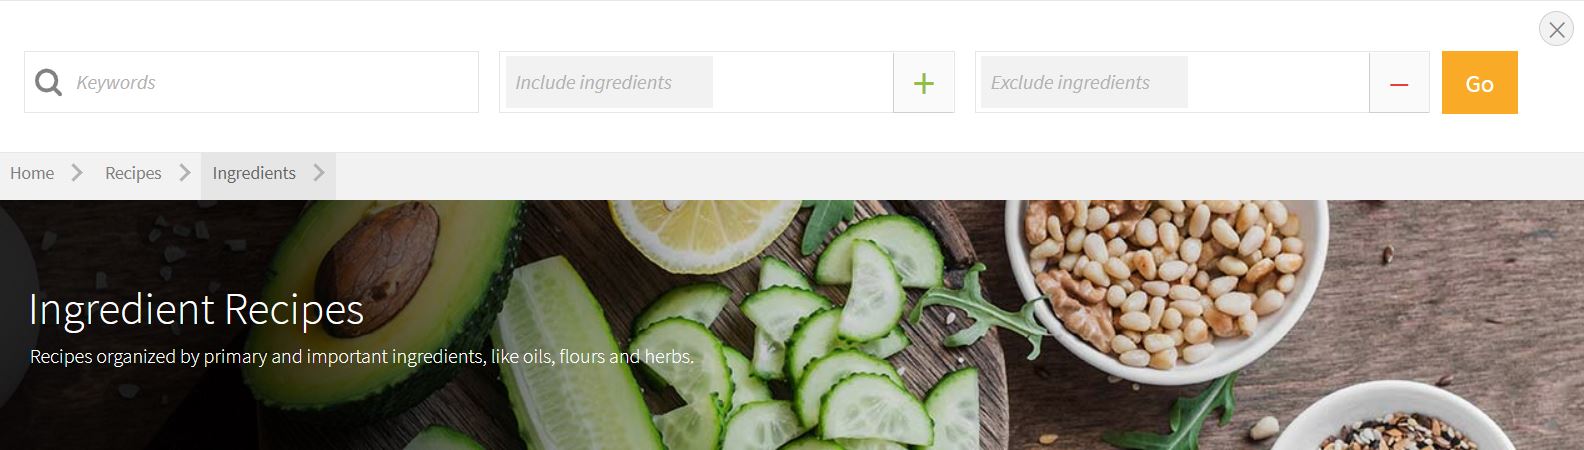 Keywords
Include ingredients
+
Exclude ingredients
−
Go
Home
Recipes
Ingredients
Ingredient Recipes
Recipes organized by primary and important ingredients, like oils, flours and herbs.